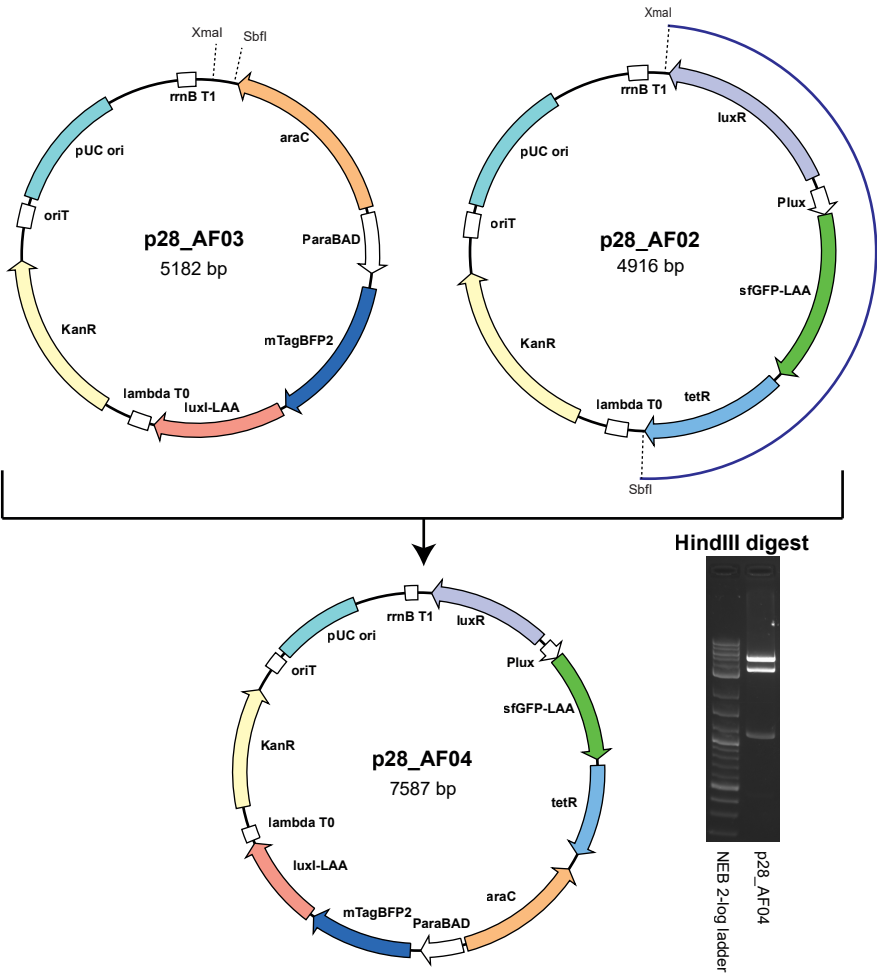 XmaI
SbfI
rrnB T1
araC
pUC ori
oriT
ParaBAD
p28_AF03
5182 bp
mTagBFP2
KanR
lambda T0
luxI-LAA
XmaI
rrnB T1
luxR
pUC ori
Plux
oriT
p28_AF02
4916 bp
sfGFP-LAA
KanR
tetR
lambda T0
SbfI
HindIII digest
rrnB T1
luxR
pUC ori
Plux
oriT
sfGFP-LAA
KanR
p28_AF04
7587 bp
tetR
lambda T0
luxI-LAA
araC
mTagBFP2
ParaBAD
NEB 2-log ladder
p28_AF04